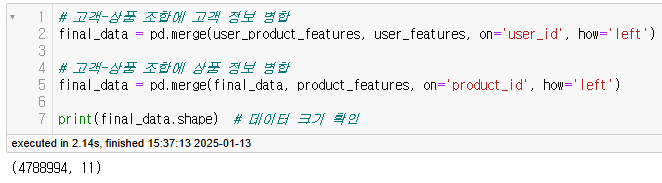 1 # 고객-상품 조합에 고객 정보 병합
2 final_data = pd.merge(user_product_features, user_features, on='user_id', how='left')
3
4 # 고객-상품 조합에 상품 정보 병합
5 final_data = pd.merge(final_data, product_features, on='product_id', how='left')
6
7 print(final_data.shape)  # 데이터 크기 확인
executed in 2.14s, finished 15:37:13 2025-01-13
(4788994, 11)